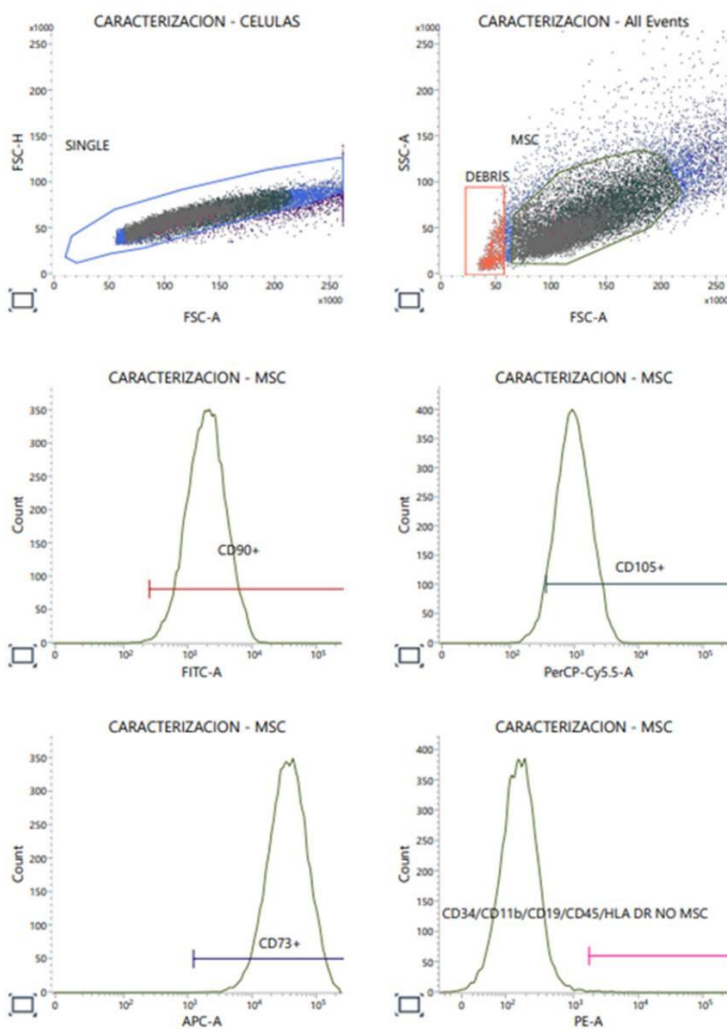 CARACTERIZACION - CELULAS
x1000
250
200
150
100
50
0
FSC-H
SINGLE
0
50
100
150
200
250
x1000
FSC-A
CARACTERIZACION - All Events
x1000
250
200
150
100
50
0
SSC-A
MSC
DEBRIS
0
50
100
150
200
250
x1000
FSC-A
CARACTERIZACION - MSC
350
300
250
200
150
100
50
0
Count
CD90+
0
10²
10³
10⁴
10⁵
FITC-A
CARACTERIZACION - MSC
400
350
300
250
200
150
100
50
0
Count
CD105+
0
10²
10³
10⁴
10⁵
PerCP-Cy5.5-A
CARACTERIZACION - MSC
350
300
250
200
150
100
50
0
Count
CD73+
0
10²
10³
10⁴
10⁵
APC-A
CARACTERIZACION - MSC
400
350
300
250
200
150
100
50
0
Count
CD34/CD11b/CD19/CD45/HLA DR NO MSC
0
10²
10³
10⁴
10⁵
PE-A